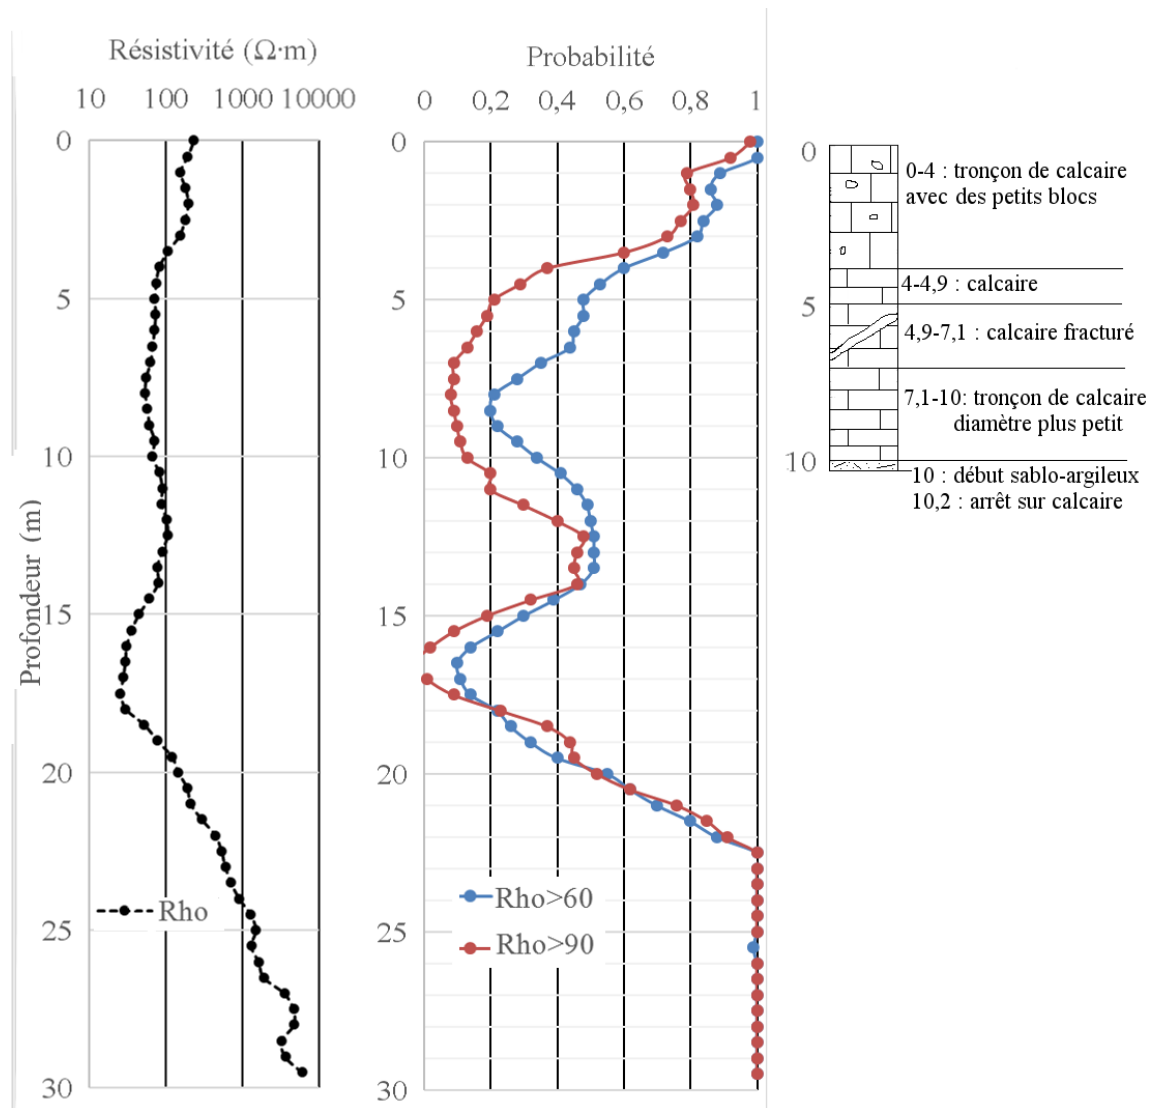 Résistivité (Ω·m)
10 100 1000 10000
0
5
10
15
20
25
30
Profondeur (m)
Rho
Probabilité
0 0,2 0,4 0,6 0,8 1
0
5
10
15
20
25
30
Rho>60
Rho>90
0
5
10
0-4 : tronçon de calcaire
avec des petits blocs
4-4,9 : calcaire
4,9-7,1 : calcaire fracturé
7,1-10: tronçon de calcaire
diamètre plus petit
10 : début sablo-argileux
10,2 : arrêt sur calcaire